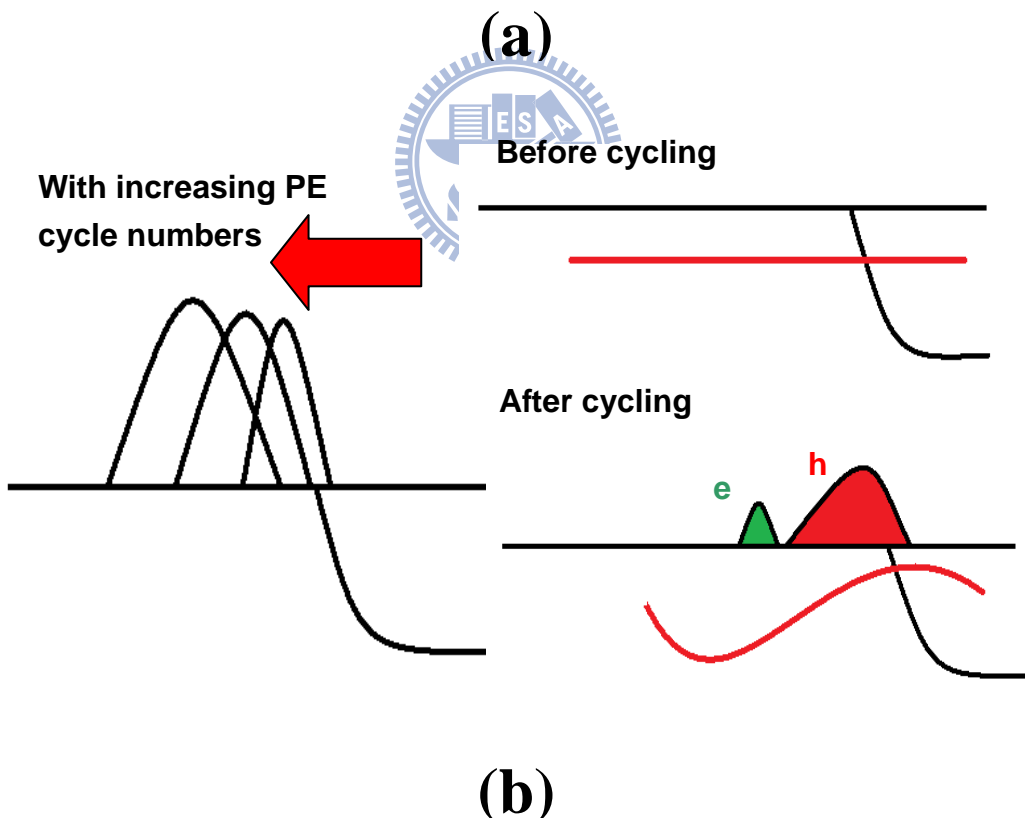 (a)
E S A
Before cycling
With increasing PE
cycle numbers
After cycling
h
e
(b)